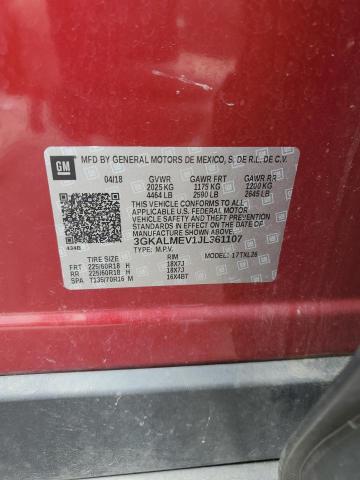 GM
MFD BY GENERAL MOTORS DE MEXICO, S. DE R.L. DE C.V.
04/18 GVWR GAWR FRT GAWR RR
2025 KG 1175 KG 1200 KG
4464 LB 2590 LB 2645 LB
THIS VEHICLE CONFORMS TO ALL
APPLICABLE U.S. FEDERAL MOTOR
VEHICLE SAFETY AND THEFT PREVENTION
STANDARDS IN EFFECT ON THE DATE OF
MANUFACTURE SHOWN ABOVE.
434B 3GKALMEV1JL361107
TYPE: M.P.V.
TIRE SIZE RIM MODEL: 17TXL26
FRT 225/60R18 H 18X7J
RR 225/60R18 H 18X7J
SPA T135/70R16 M 16X4BT